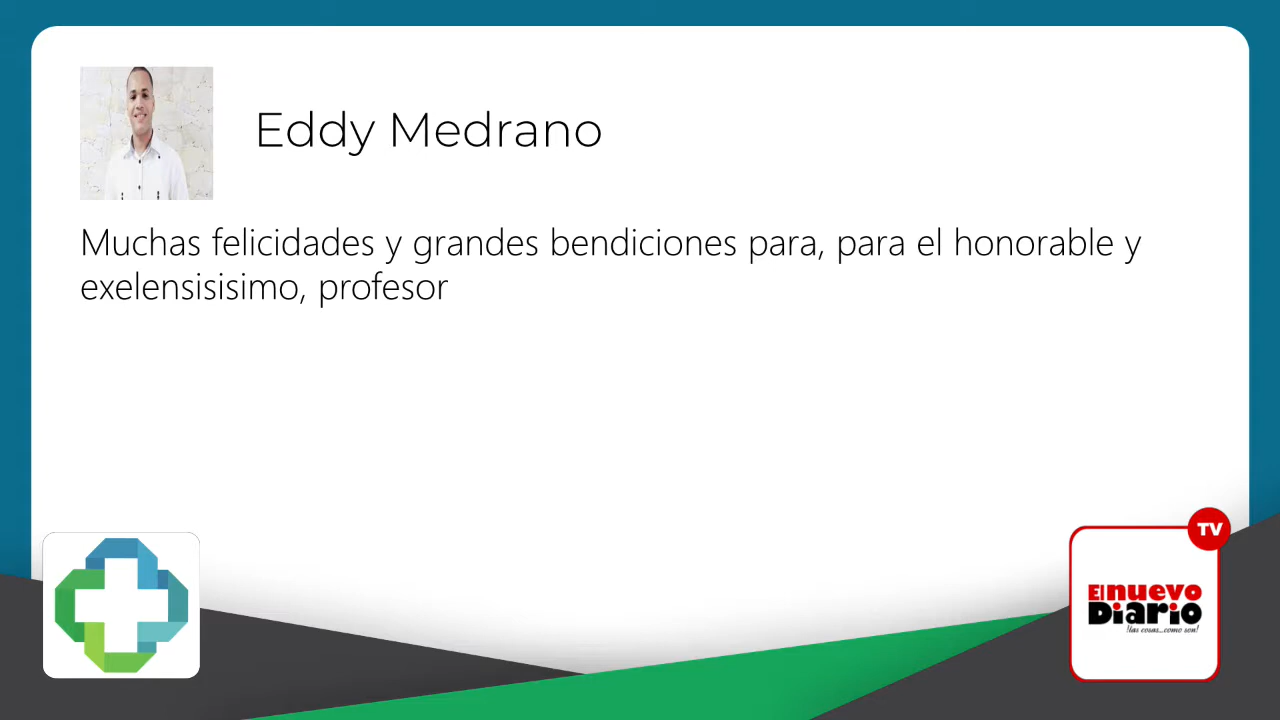 Eddy Medrano
Muchas felicidades y grandes bendiciones para, para el honorable y
exelensisisimo, profesor
TV
El nuevo
Diario
¡las cosas...como son!